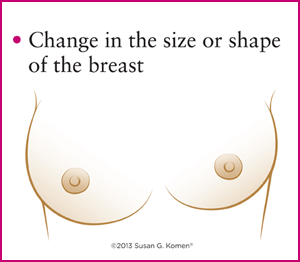 • Change in the size or shape
of the breast
©2013 Susan G. Komen®